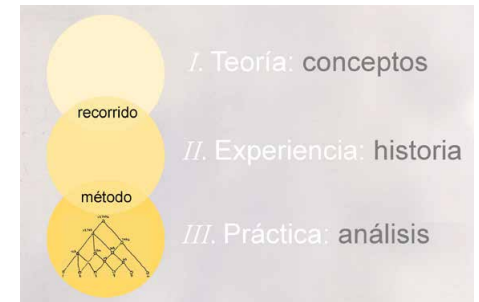 I. Teoría: conceptos
recorrido
II. Experiencia: historia
método
III. Práctica: análisis